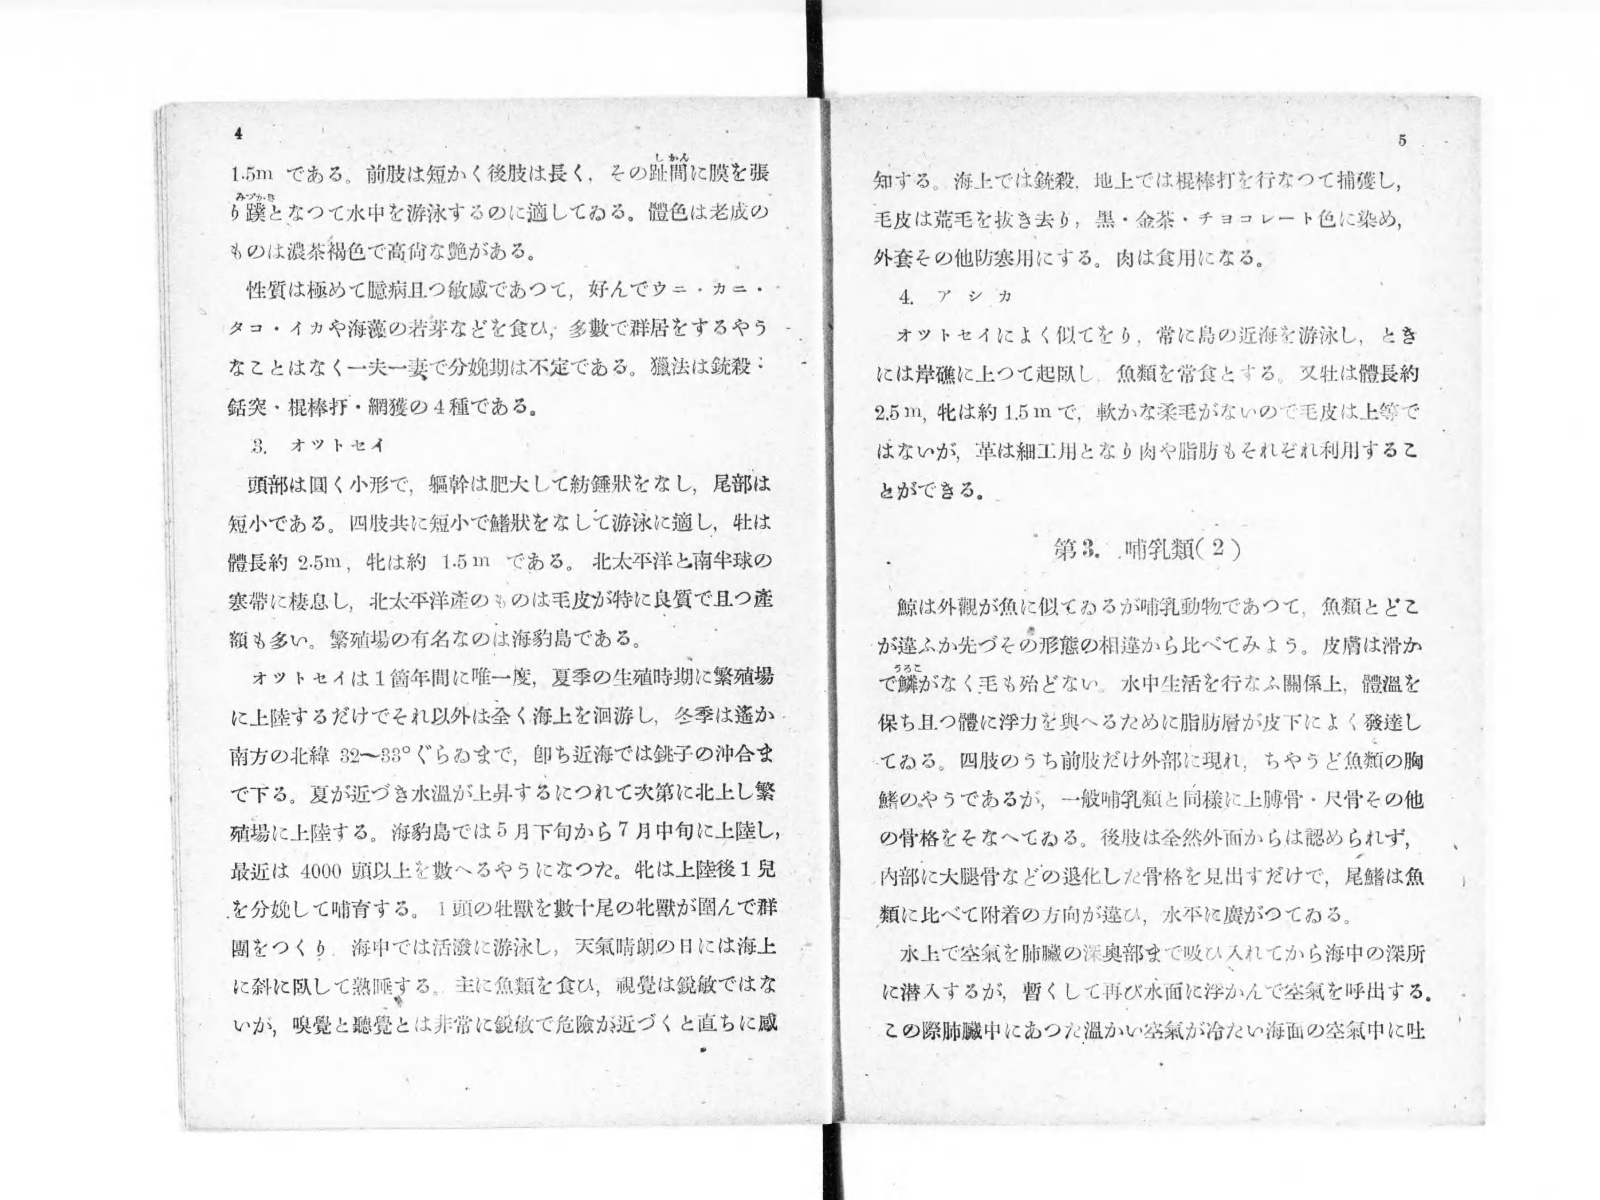 4
1.5m である。前肢は短かく後肢は長く，その趾間に膜を張
り蹼となつて水中を游泳するのに適してゐる。體色は老成の
ものは濃茶褐色で高尙な艶がある。
性質は極めて臆病且つ敏感であつて，好んでウニ・カニ・
タコ・イカや海藻の若芽などを食ひ，多數で群居をするやう
なことはなく一夫一妻で分娩期は不定である。獵法は銃殺・
銛突・棍棒打・網獲の4種である。
3. オツトセイ
頭部は圓く小形で，軀幹は肥大して紡錘狀をなし，尾部は
短小である。四肢共に短小で鰭狀をなして游泳に適し，牡は
體長約 2.5m，牝は約 1.5m である。北太平洋と南半球の
寒帶に棲息し，北太平洋產のものは毛皮が特に良質で且つ產
額も多い。繁殖場の有名なのは海豹島である。
オツトセイは1箇年間に唯一度，夏季の生殖時期に繁殖場
に上陸するだけでそれ以外は全く海上を洄游し，冬季は遙か
南方の北緯 32〜33°ぐらゐまで，卽ち近海では銚子の沖合ま
で下る。夏が近づき水溫が上昇するにつれて次第に北上し繁
殖場に上陸する。海豹島では5月下旬から7月中旬に上陸し，
最近は 4000 頭以上を數へるやうになつた。牝は上陸後1兒
を分娩して哺育する。1頭の牡獸を數十尾の牝獸が圍んで群
團をつくり，海中では活潑に游泳し，天氣晴朗の日には海上
に斜に臥して熟睡する。主に魚類を食ひ，視覺は銳敏ではな
いが，嗅覺と聽覺とは非常に銳敏で危險が近づくと直ちに感
5
知する。海上では銃殺，地上では棍棒打を行なつて捕獲し，
毛皮は荒毛を拔き去り，黒・金茶・チョコレート色に染め，
外套その他防寒用にする。肉は食用になる。
4. アシカ
オツトセイによく似てをり，常に島の近海を游泳し，とき
には岸礁に上つて起臥し，魚類を常食とする。又牡は體長約
2.5m，牝は約 1.5m で，軟かな柔毛がないので毛皮は上等で
はないが，革は細工用となり肉や脂肪もそれぞれ利用するこ
とができる。
第3. 哺乳類(2)
鯨は外觀が魚に似てゐるが哺乳動物であつて，魚類とどこ
が違ふか先づその形態の相違から比べてみよう。皮膚は滑か
で鱗がなく毛も殆どない。水中生活を行なふ關係上，體溫を
保ち且つ體に浮力を與へるために脂肪層が皮下によく發達し
てゐる。四肢のうち前肢だけ外部に現れ，ちやうど魚類の胸
鰭のやうであるが，一般哺乳類と同樣に上膊骨・尺骨その他
の骨格をそなへてゐる。後肢は全然外面からは認められず，
內部に大腿骨などの退化した骨格を見出すだけで，尾鰭は魚
類に比べて附着の方向が違ひ，水平に廣がつてゐる。
水上で空氣を肺臟の深奥部まで吸ひ入れてから海中の深所
に潜入するが，暫くして再び水面に浮かんで空氣を呼出する。
この際肺臟中にあつた溫かい空氣が冷たい海面の空氣中に吐